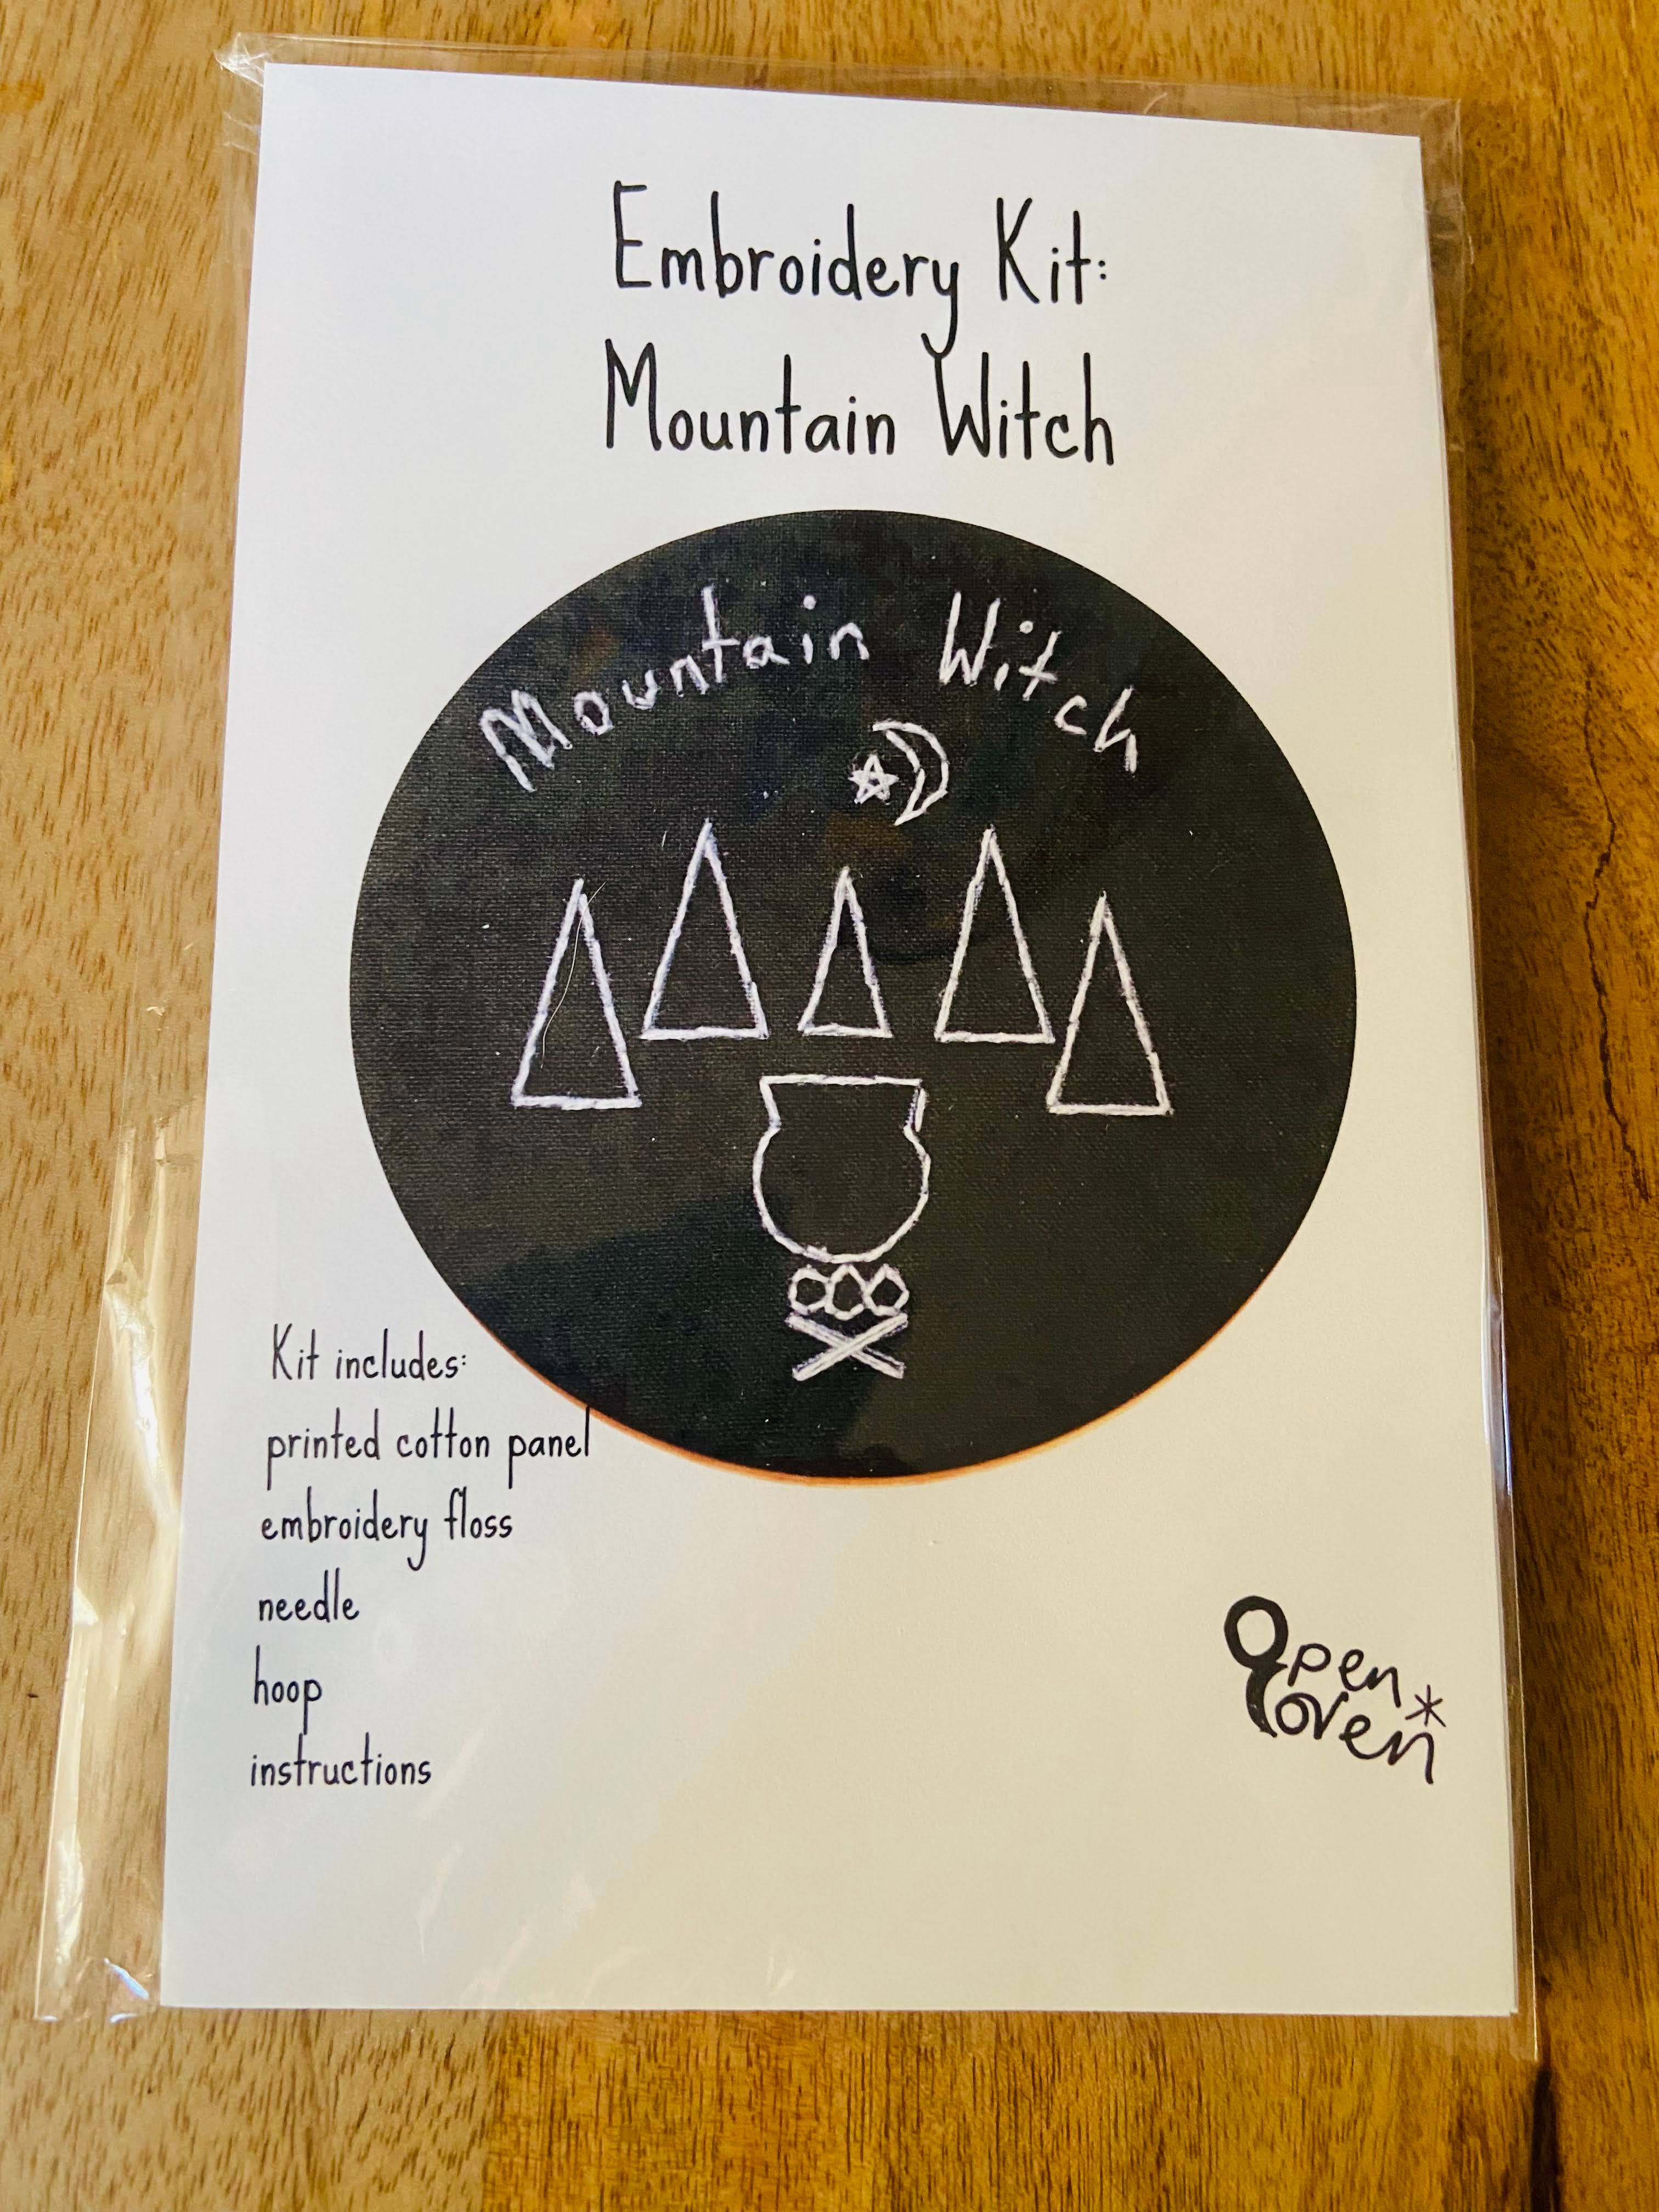 Embroidery Kit:
Mountain Witch
Mountain Witch
Kit includes:
printed cotton panel
embroidery floss
needle
hoop
instructions
Open
oven*